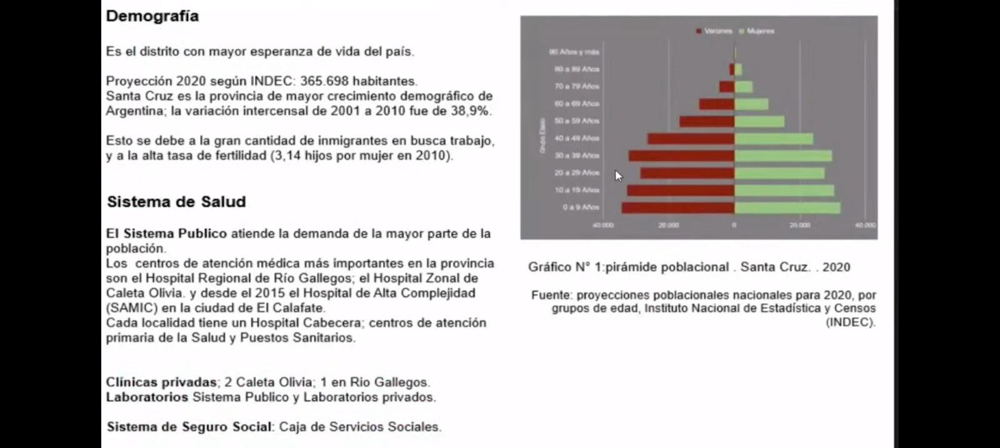 Demografía
Es el distrito con mayor esperanza de vida del país.
Proyección 2020 según INDEC: 365.698 habitantes.
Santa Cruz es la provincia de mayor crecimiento demográfico de
Argentina; la variación intercensal de 2001 a 2010 fue de 38,9%.
Esto se debe a la gran cantidad de inmigrantes en busca trabajo,
y a la alta tasa de fertilidad (3,14 hijos por mujer en 2010).
Sistema de Salud
El Sistema Publico atiende la demanda de la mayor parte de la
población.
Los centros de atención médica más importantes en la provincia
son el Hospital Regional de Río Gallegos; el Hospital Zonal de
Caleta Olivia. y desde el 2015 el Hospital de Alta Complejidad
(SAMIC) en la ciudad de El Calafate.
Cada localidad tiene un Hospital Cabecera; centros de atención
primaria de la Salud y Puestos Sanitarios.
Clínicas privadas; 2 Caleta Olivia; 1 en Rio Gallegos.
Laboratorios Sistema Publico y Laboratorios privados.
Sistema de Seguro Social: Caja de Servicios Sociales.
Varones Mujeres
Grupo Etario
90 Años y más
80 a 89 Años
70 a 79 Años
60 a 69 Años
50 a 59 Años
40 a 49 Años
30 a 39 Años
20 a 29 Años
10 a 19 Años
0 a 9 Años
40.000 20.000 0 20.000 40.000
Gráfico N° 1:pirámide poblacional . Santa Cruz. . 2020
Fuente: proyecciones poblacionales nacionales para 2020, por
grupos de edad, Instituto Nacional de Estadística y Censos
(INDEC).